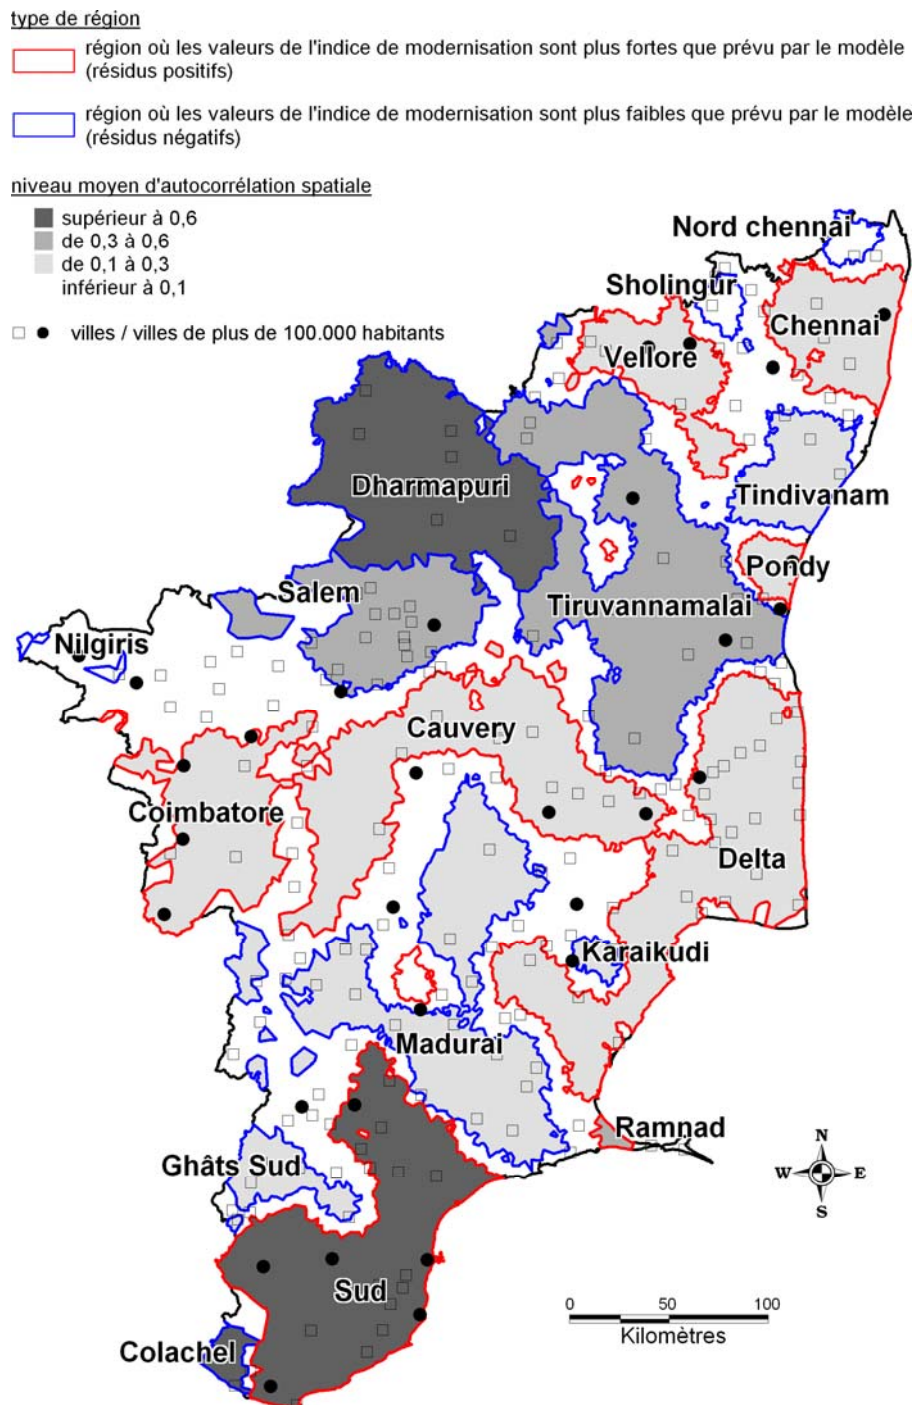 type de région
région où les valeurs de l'indice de modernisation sont plus fortes que prévu par le modèle
(résidus positifs)
région où les valeurs de l'indice de modernisation sont plus faibles que prévu par le modèle
(résidus négatifs)
niveau moyen d'autocorrélation spatiale
supérieur à 0,6
de 0,3 à 0,6
de 0,1 à 0,3
inférieur à 0,1
villes / villes de plus de 100.000 habitants
Nord chennai
Sholingur
Chennai
Vellore
Dharmapuri
Tindivanam
Pondy
Salem
Tiruvannamalai
Nilgiris
Cauvery
Coimbatore
Delta
Karaikudi
Madurai
Ramnad
Ghâts Sud
N
W E
S
Sud
0 50 100
Kilomètres
Colachel